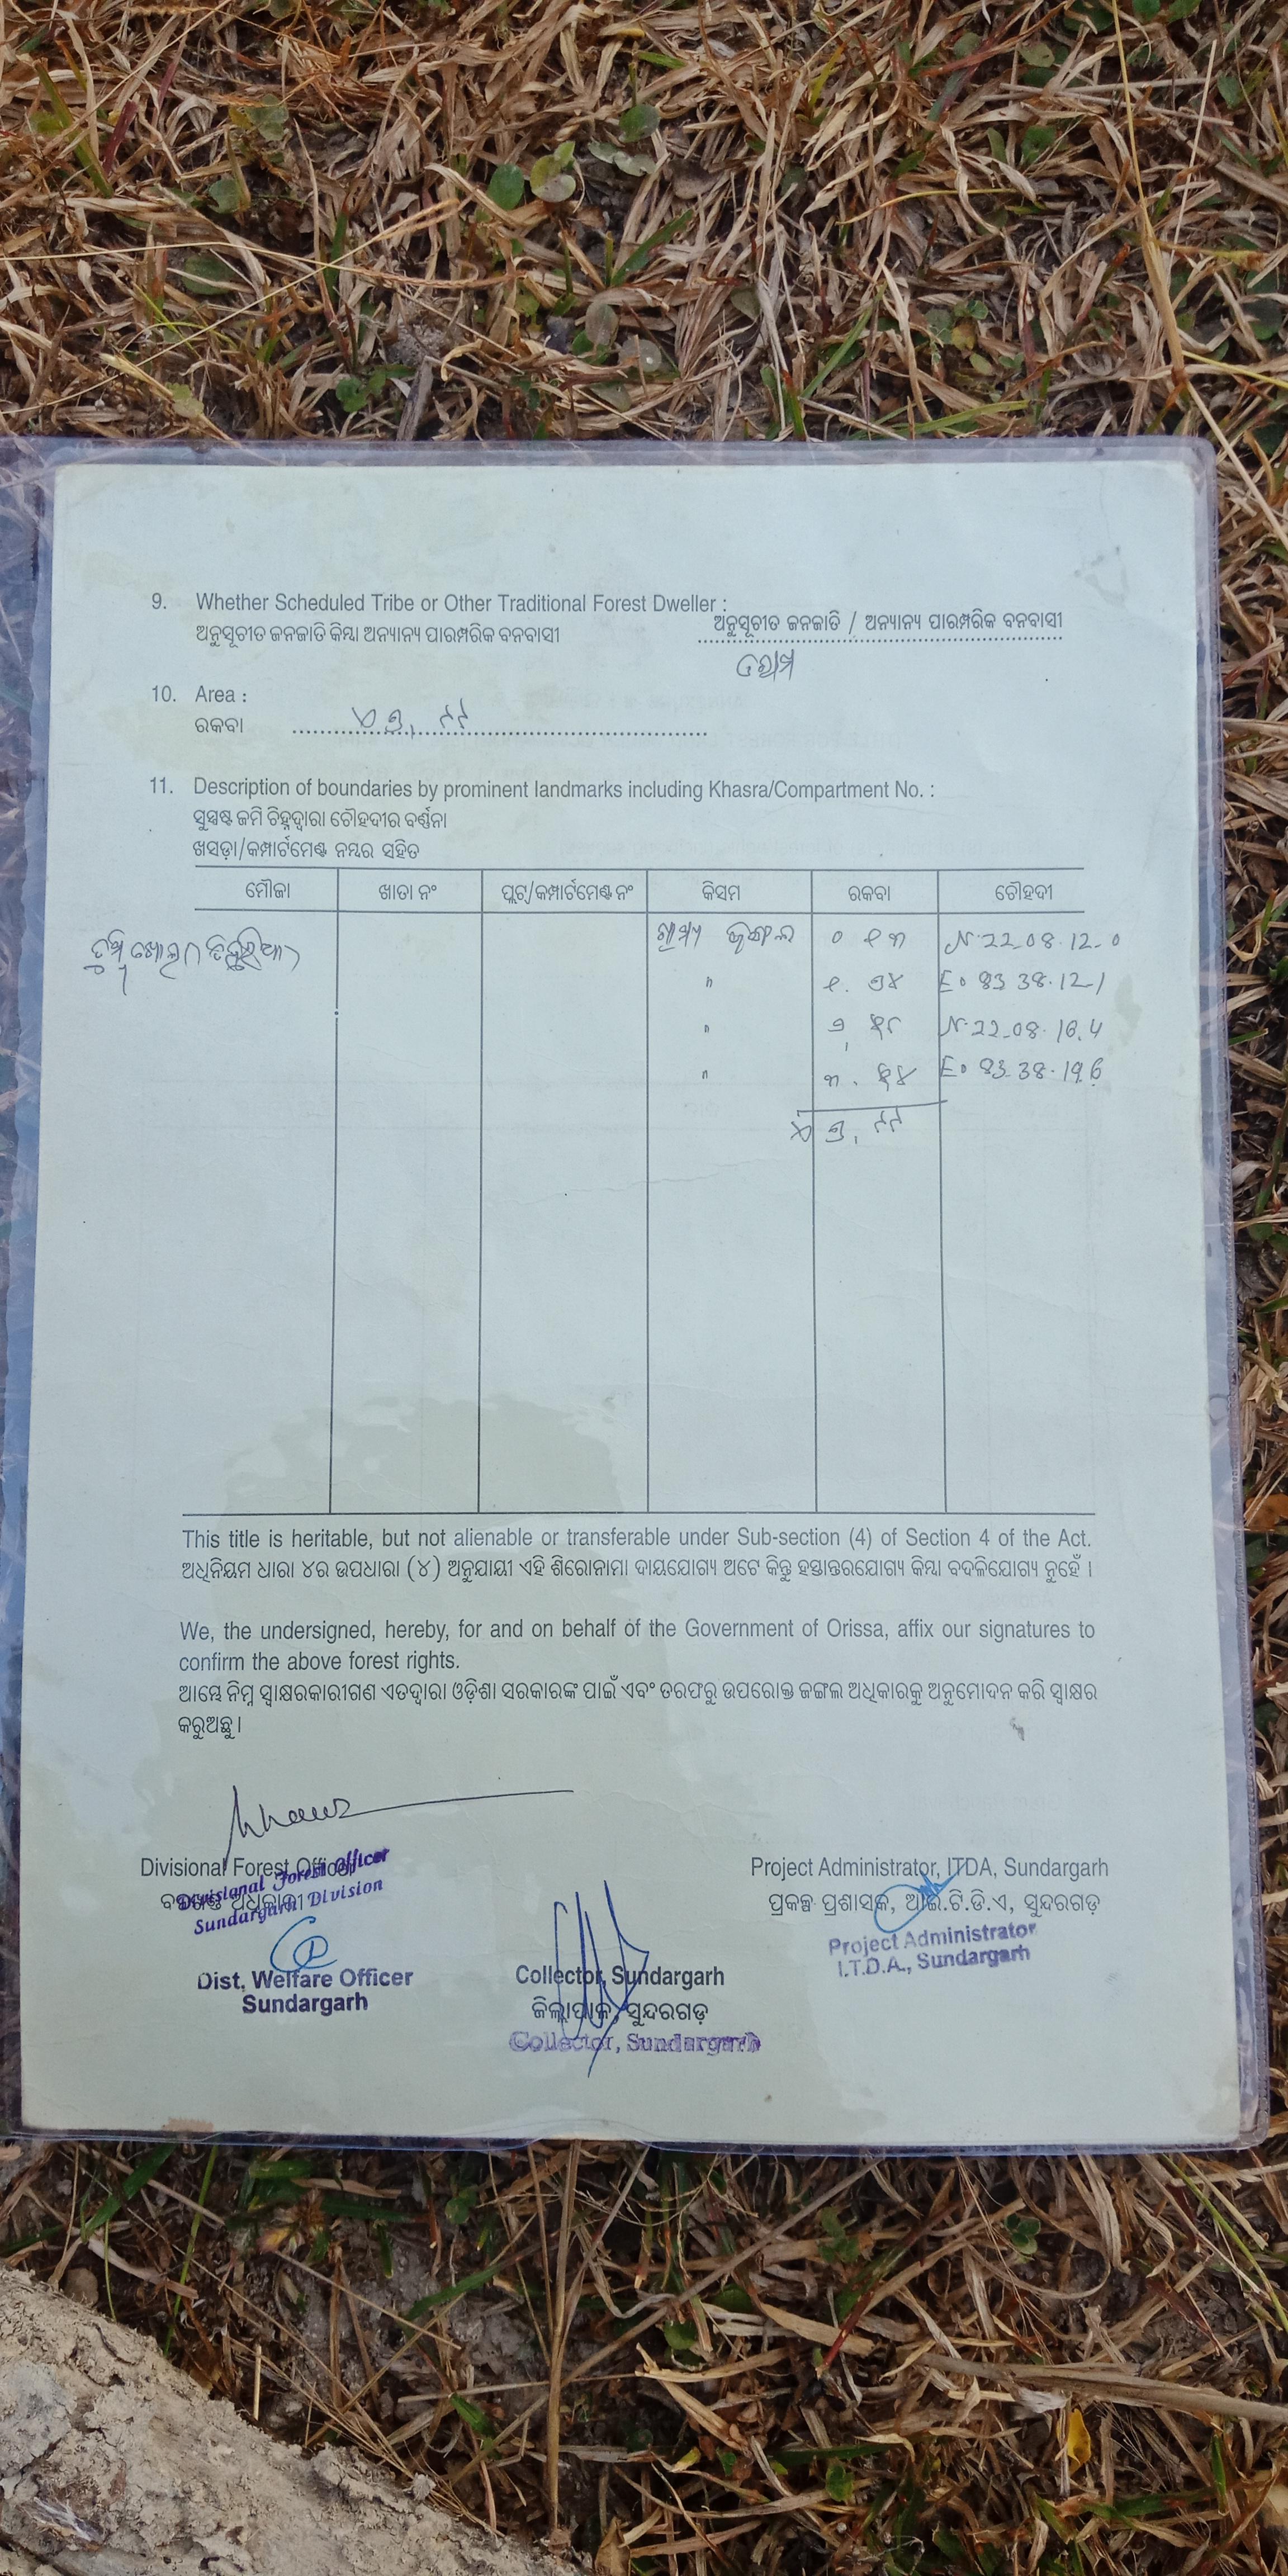 9. Whether Scheduled Tribe or Other Traditional Forest Dweller :
ଅନୁସୂଚୀତ ଜନଜାତି କିମ୍ବା ଅନ୍ୟାନ୍ୟ ପାରମ୍ପରିକ ବନବାସୀ
ଅନୁସୂଚୀତ ଜନଜାତି / ଅନ୍ୟାନ୍ୟ ପାରମ୍ପରିକ ବନବାସୀ
10. Area :
ରକବା
11. Description of boundaries by prominent landmarks including Khasra/Compartment No. :
ସୁସ୍ପଷ୍ଟ ଜମି ଚିହ୍ନଦ୍ୱାରା ଚୌହଦୀର ବର୍ଣ୍ଣନା
ଖସଡ଼ା/କମ୍ପାର୍ଟମେଣ୍ଟ ନମ୍ବର ସହିତ
ମୌଜା ଖାତା ନଂ ପ୍ଲଟ୍/କମ୍ପାର୍ଟମେଣ୍ଟ ନଂ କିସମ ରକବା ଚୌହଦୀ
ଗ୍ରାମ୍ୟ ଜଙ୍ଗଲ ୦ ୧୩ N. 22.08.12.0
" ୧. ୬୪ E. 83 38.12.1
" N. 22.08.16.4
" E. 83.38.19.6
This title is heritable, but not alienable or transferable under Sub-section (4) of Section 4 of the Act.
ଅଧିନିୟମ ଧାରା ୪ର ଉପଧାରା (୪) ଅନୁଯାୟୀ ଏହି ଶିରୋନାମା ଦାୟଯୋଗ୍ୟ ଅଟେ କିନ୍ତୁ ହସ୍ତାନ୍ତରଯୋଗ୍ୟ କିମ୍ବା ବଦଳିଯୋଗ୍ୟ ନୁହେଁ ।
We, the undersigned, hereby, for and on behalf of the Government of Orissa, affix our signatures to
confirm the above forest rights.
ଆମ୍ଭେ ନିମ୍ନ ସ୍ୱାକ୍ଷରକାରୀଗଣ ଏତଦ୍ୱାରା ଓଡ଼ିଶା ସରକାରଙ୍କ ପାଇଁ ଏବଂ ତରଫରୁ ଉପରୋକ୍ତ ଜଙ୍ଗଲ ଅଧିକାରକୁ ଅନୁମୋଦନ କରି ସ୍ୱାକ୍ଷର
କରୁଅଛୁ ।
Divisional Forest Officer
Divisional Forest Officer
Sundargarh Division
Project Administrator, ITDA, Sundargarh
ପ୍ରକଳ୍ପ ପ୍ରଶାସକ, ଆଇ.ଟି.ଡି.ଏ, ସୁନ୍ଦରଗଡ଼
Project Administrator
I.T.D.A., Sundargarh
Dist. Welfare Officer
Sundargarh
Collector, Sundargarh
ଜିଲ୍ଲାପାଳ, ସୁନ୍ଦରଗଡ଼
Collector, Sundargarh